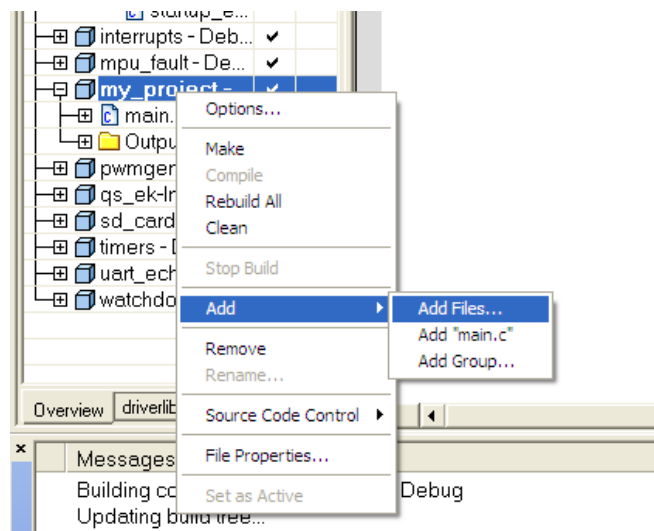 startup_e...
interrupts - Deb...
mpu_fault - De...
my_project -
main.
Outpu
pwmger
qs_ek-l
sd_card
timers - [
uart_ech
watchdo
Options...
Make
Compile
Rebuild All
Clean
Stop Build
Add
Remove
Rename...
Source Code Control
File Properties...
Set as Active
Add Files...
Add "main.c"
Add Group...
Overview
driverlib
Messages
Building co
Debug
Updating build tree...